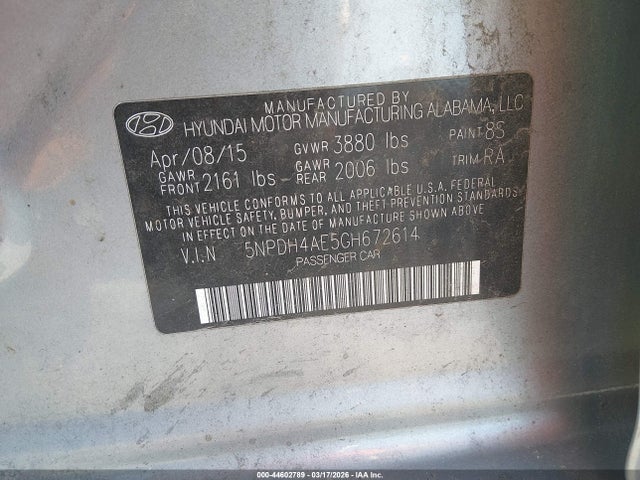 MANUFACTURED BY
HYUNDAI MOTOR MANUFACTURING ALABAMA, LLC
Apr/08/15 GVWR 3880 lbs PAINT 8S
GAWR FRONT 2161 lbs GAWR REAR 2006 lbs TRIM RA
THIS VEHICLE CONFORMS TO ALL APPLICABLE U.S.A. FEDERAL
MOTOR VEHICLE SAFETY, BUMPER, AND THEFT PREVENTION STANDARDS
IN EFFECT ON THE DATE OF MANUFACTURE SHOWN ABOVE.
V.I.N 5NPDH4AE5GH672614
PASSENGER CAR
000-44602789 — 03/17/2026 — IAA Inc.